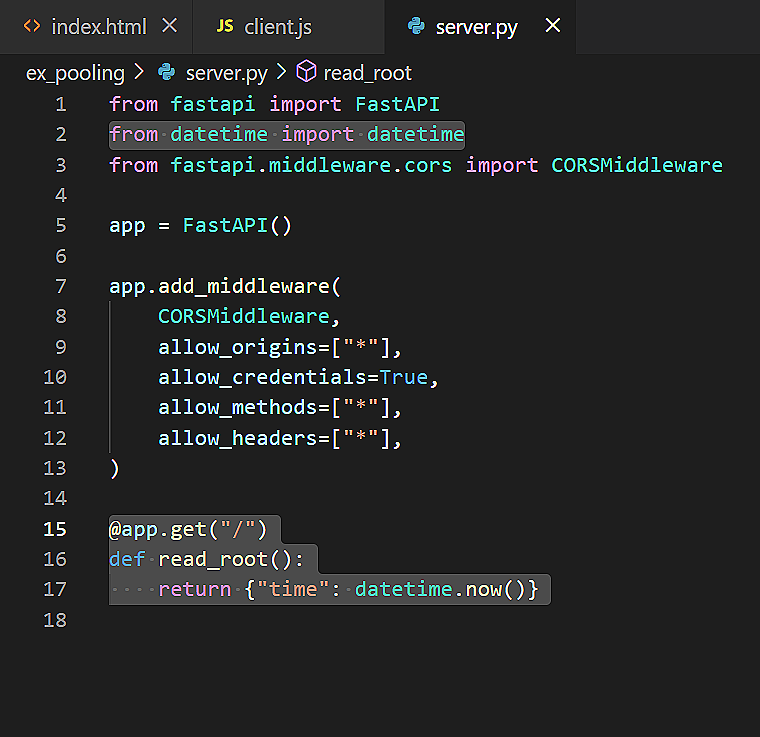 index.html
JS client.js
server.py
ex_pooling > server.py > read_root
1 from fastapi import FastAPI
2 from datetime import datetime
3 from fastapi.middleware.cors import CORSMiddleware
4
5 app = FastAPI()
6
7 app.add_middleware(
8     CORSMiddleware,
9     allow_origins=["*"],
10     allow_credentials=True,
11     allow_methods=["*"],
12     allow_headers=["*"],
13 )
14
15 @app.get("/")
16 def read_root():
17     return {"time": datetime.now()}
18